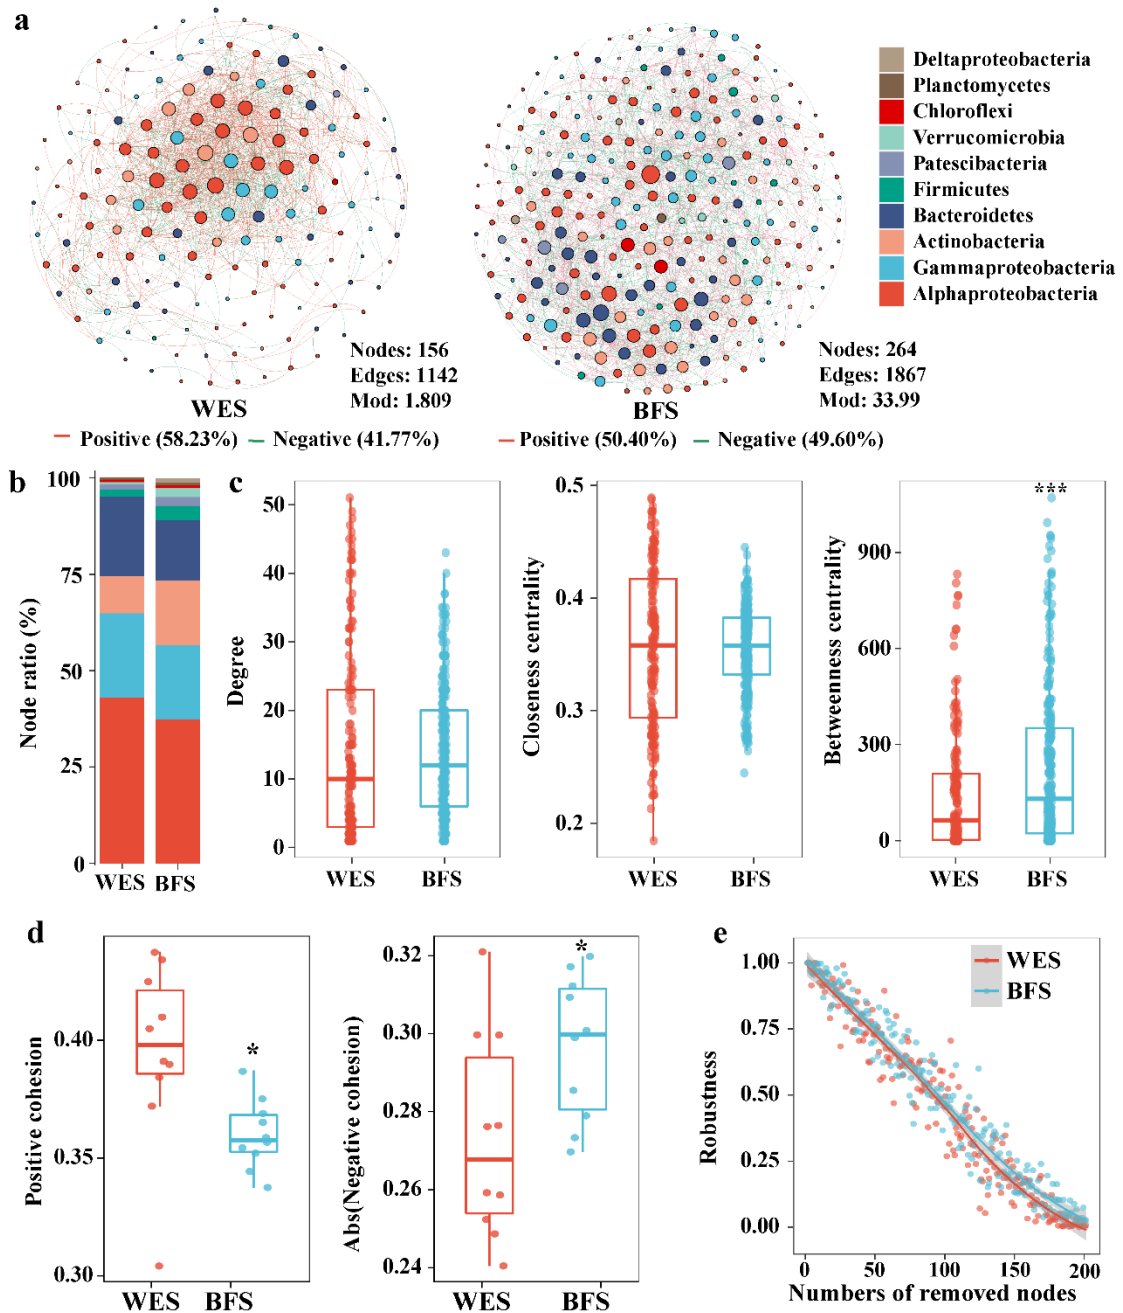 a
Deltaproteobacteria
Planctomycetes
Chloroflexi
Verrucomicrobia
Patescibacteria
Firmicutes
Bacteroidetes
Actinobacteria
Gammaproteobacteria
Alphaproteobacteria
Nodes: 156
Edges: 1142
Mod: 1.809
WES
Nodes: 264
Edges: 1867
Mod: 33.99
BFS
Positive (58.23%) Negative (41.77%)
Positive (50.40%) Negative (49.60%)
b
Node ratio (%)
100
75
50
25
0
WES BFS
c
Degree
50
40
30
20
10
0
WES BFS
Closeness centrality
0.5
0.4
0.3
0.2
WES BFS
Betweenness centrality
900
600
300
0
***
WES BFS
d
Positive cohesion
0.40
0.35
0.30
*
WES BFS
Abs(Negative cohesion)
0.32
0.30
0.28
0.26
0.24
*
WES BFS
e
Robustness
1.00
0.75
0.50
0.25
0.00
WES
BFS
0 50 100 150 200
Numbers of removed nodes